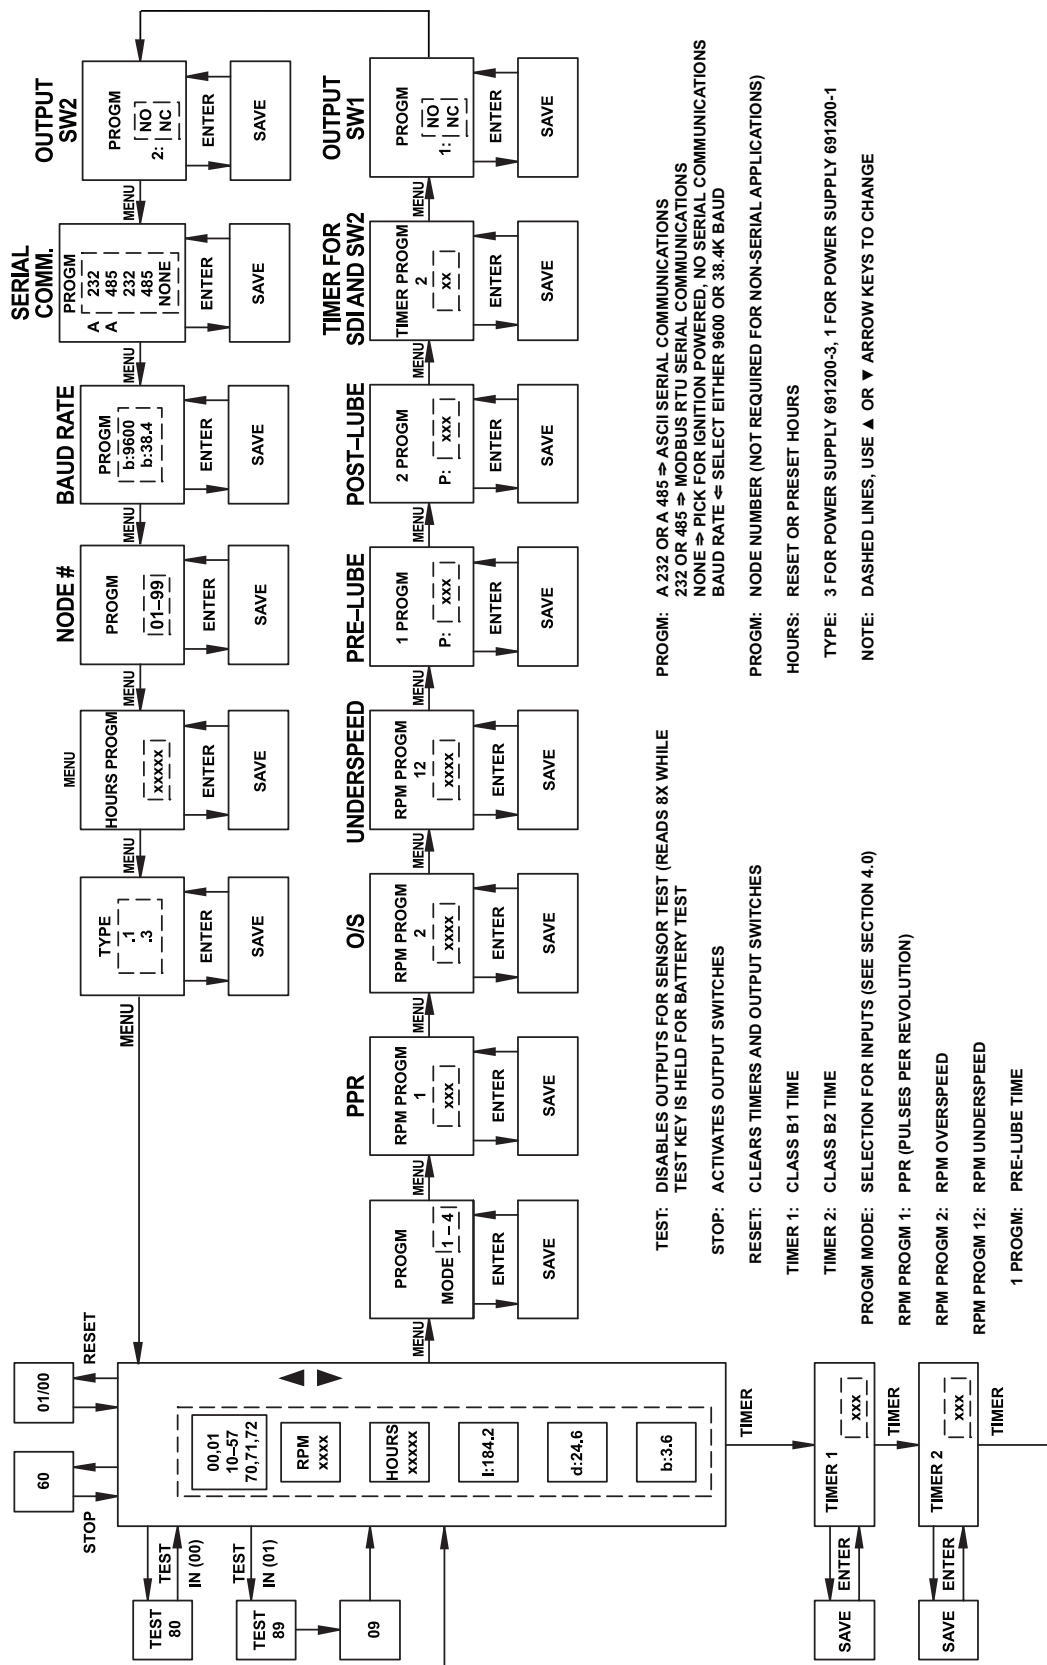 OUTPUT
SW2
PROGM
2:
NO
NC
ENTER
SAVE
MENU
SERIAL
COMM.
PROGM
A 232
A 485
232
485
NONE
ENTER
SAVE
MENU
BAUD RATE
PROGM
b:9600
b:38.4
ENTER
SAVE
MENU
NODE #
PROGM
01–99
ENTER
SAVE
MENU
MENU
HOURS PROGM
xxxxx
ENTER
SAVE
MENU
TYPE
.1
.3
ENTER
SAVE
MENU
OUTPUT
SW1
PROGM
1:
NO
NC
ENTER
SAVE
MENU
TIMER FOR
SDI AND SW2
TIMER PROGM
2
xx
ENTER
SAVE
MENU
POST–LUBE
2 PROGM
P: xxx
ENTER
SAVE
MENU
PRE–LUBE
1 PROGM
P: xxx
ENTER
SAVE
MENU
UNDERSPEED
RPM PROGM
12
xxxx
ENTER
SAVE
MENU
O/S
RPM PROGM
2
xxxx
ENTER
SAVE
MENU
PPR
RPM PROGM
1
xxx
ENTER
SAVE
MENU
PROGM
MODE 1 – 4
ENTER
SAVE
MENU
01/00
RESET
60
STOP
00,01
10–57
70,71,72
RPM
xxxx
HOURS
xxxxx
I:184.2
d:24.6
b:3.6
TEST
IN (00)
TEST
80
TEST
IN (01)
TEST
89
09
TIMER
TIMER 1
xxx
ENTER
SAVE
TIMER
TIMER 2
xxx
ENTER
SAVE
TIMER
TEST: DISABLES OUTPUTS FOR SENSOR TEST (READS 8X WHILE
TEST KEY IS HELD FOR BATTERY TEST
STOP: ACTIVATES OUTPUT SWITCHES
RESET: CLEARS TIMERS AND OUTPUT SWITCHES
TIMER 1: CLASS B1 TIME
TIMER 2: CLASS B2 TIME
PROGM MODE: SELECTION FOR INPUTS (SEE SECTION 4.0)
RPM PROGM 1: PPR (PULSES PER REVOLUTION)
RPM PROGM 2: RPM OVERSPEED
RPM PROGM 12: RPM UNDERSPEED
1 PROGM: PRE-LUBE TIME
PROGM: A 232 OR A 485 ⇒ ASCII SERIAL COMMUNICATIONS
232 OR 485 ⇒ MODBUS RTU SERIAL COMMUNICATIONS
NONE ⇒ PICK FOR IGNITION POWERED, NO SERIAL COMMUNICATIONS
BAUD RATE ⇐ SELECT EITHER 9600 OR 38.4K BAUD
PROGM: NODE NUMBER (NOT REQUIRED FOR NON-SERIAL APPLICATIONS)
HOURS: RESET OR PRESET HOURS
TYPE: 3 FOR POWER SUPPLY 691200-3, 1 FOR POWER SUPPLY 691200-1
NOTE: DASHED LINES, USE ▲ OR ▼ ARROW KEYS TO CHANGE